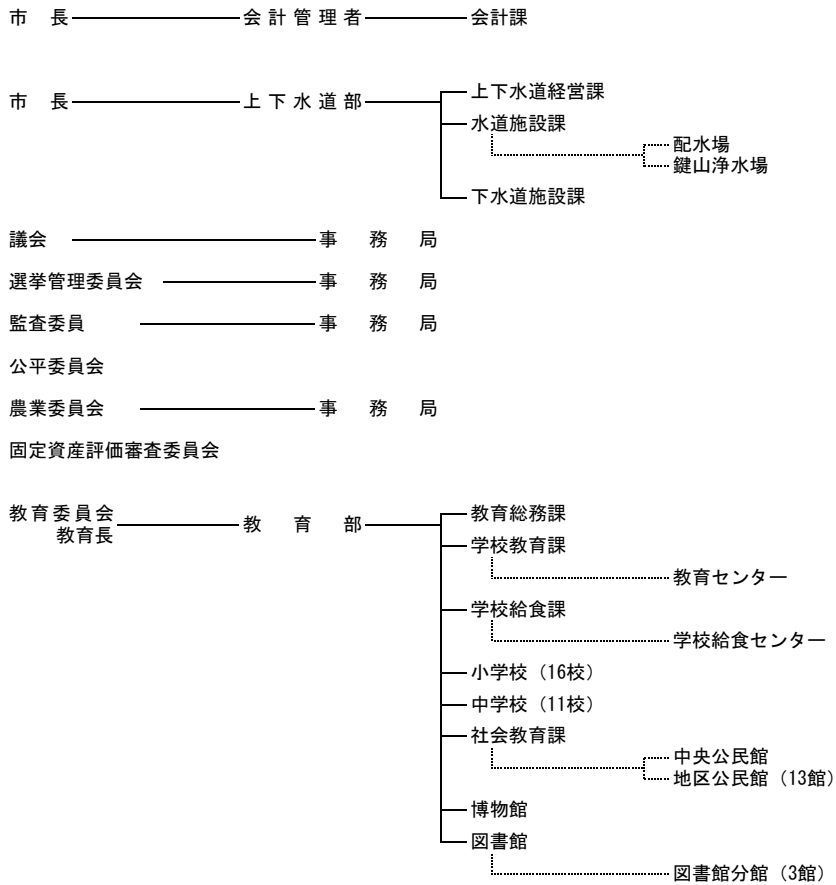 市　長　会計管理者　会計課
市　長　上下水道部　上下水道経営課
水道施設課
配水場
鍵山浄水場
下水道施設課
議会　事　務　局
選挙管理委員会　事　務　局
監査委員　事　務　局
公平委員会
農業委員会　事　務　局
固定資産評価審査委員会
教育委員会
教育長　教　育　部　教育総務課
学校教育課
教育センター
学校給食課
学校給食センター
小学校（16校）
中学校（11校）
社会教育課
中央公民館
地区公民館（13館）
博物館
図書館
図書館分館（3館）